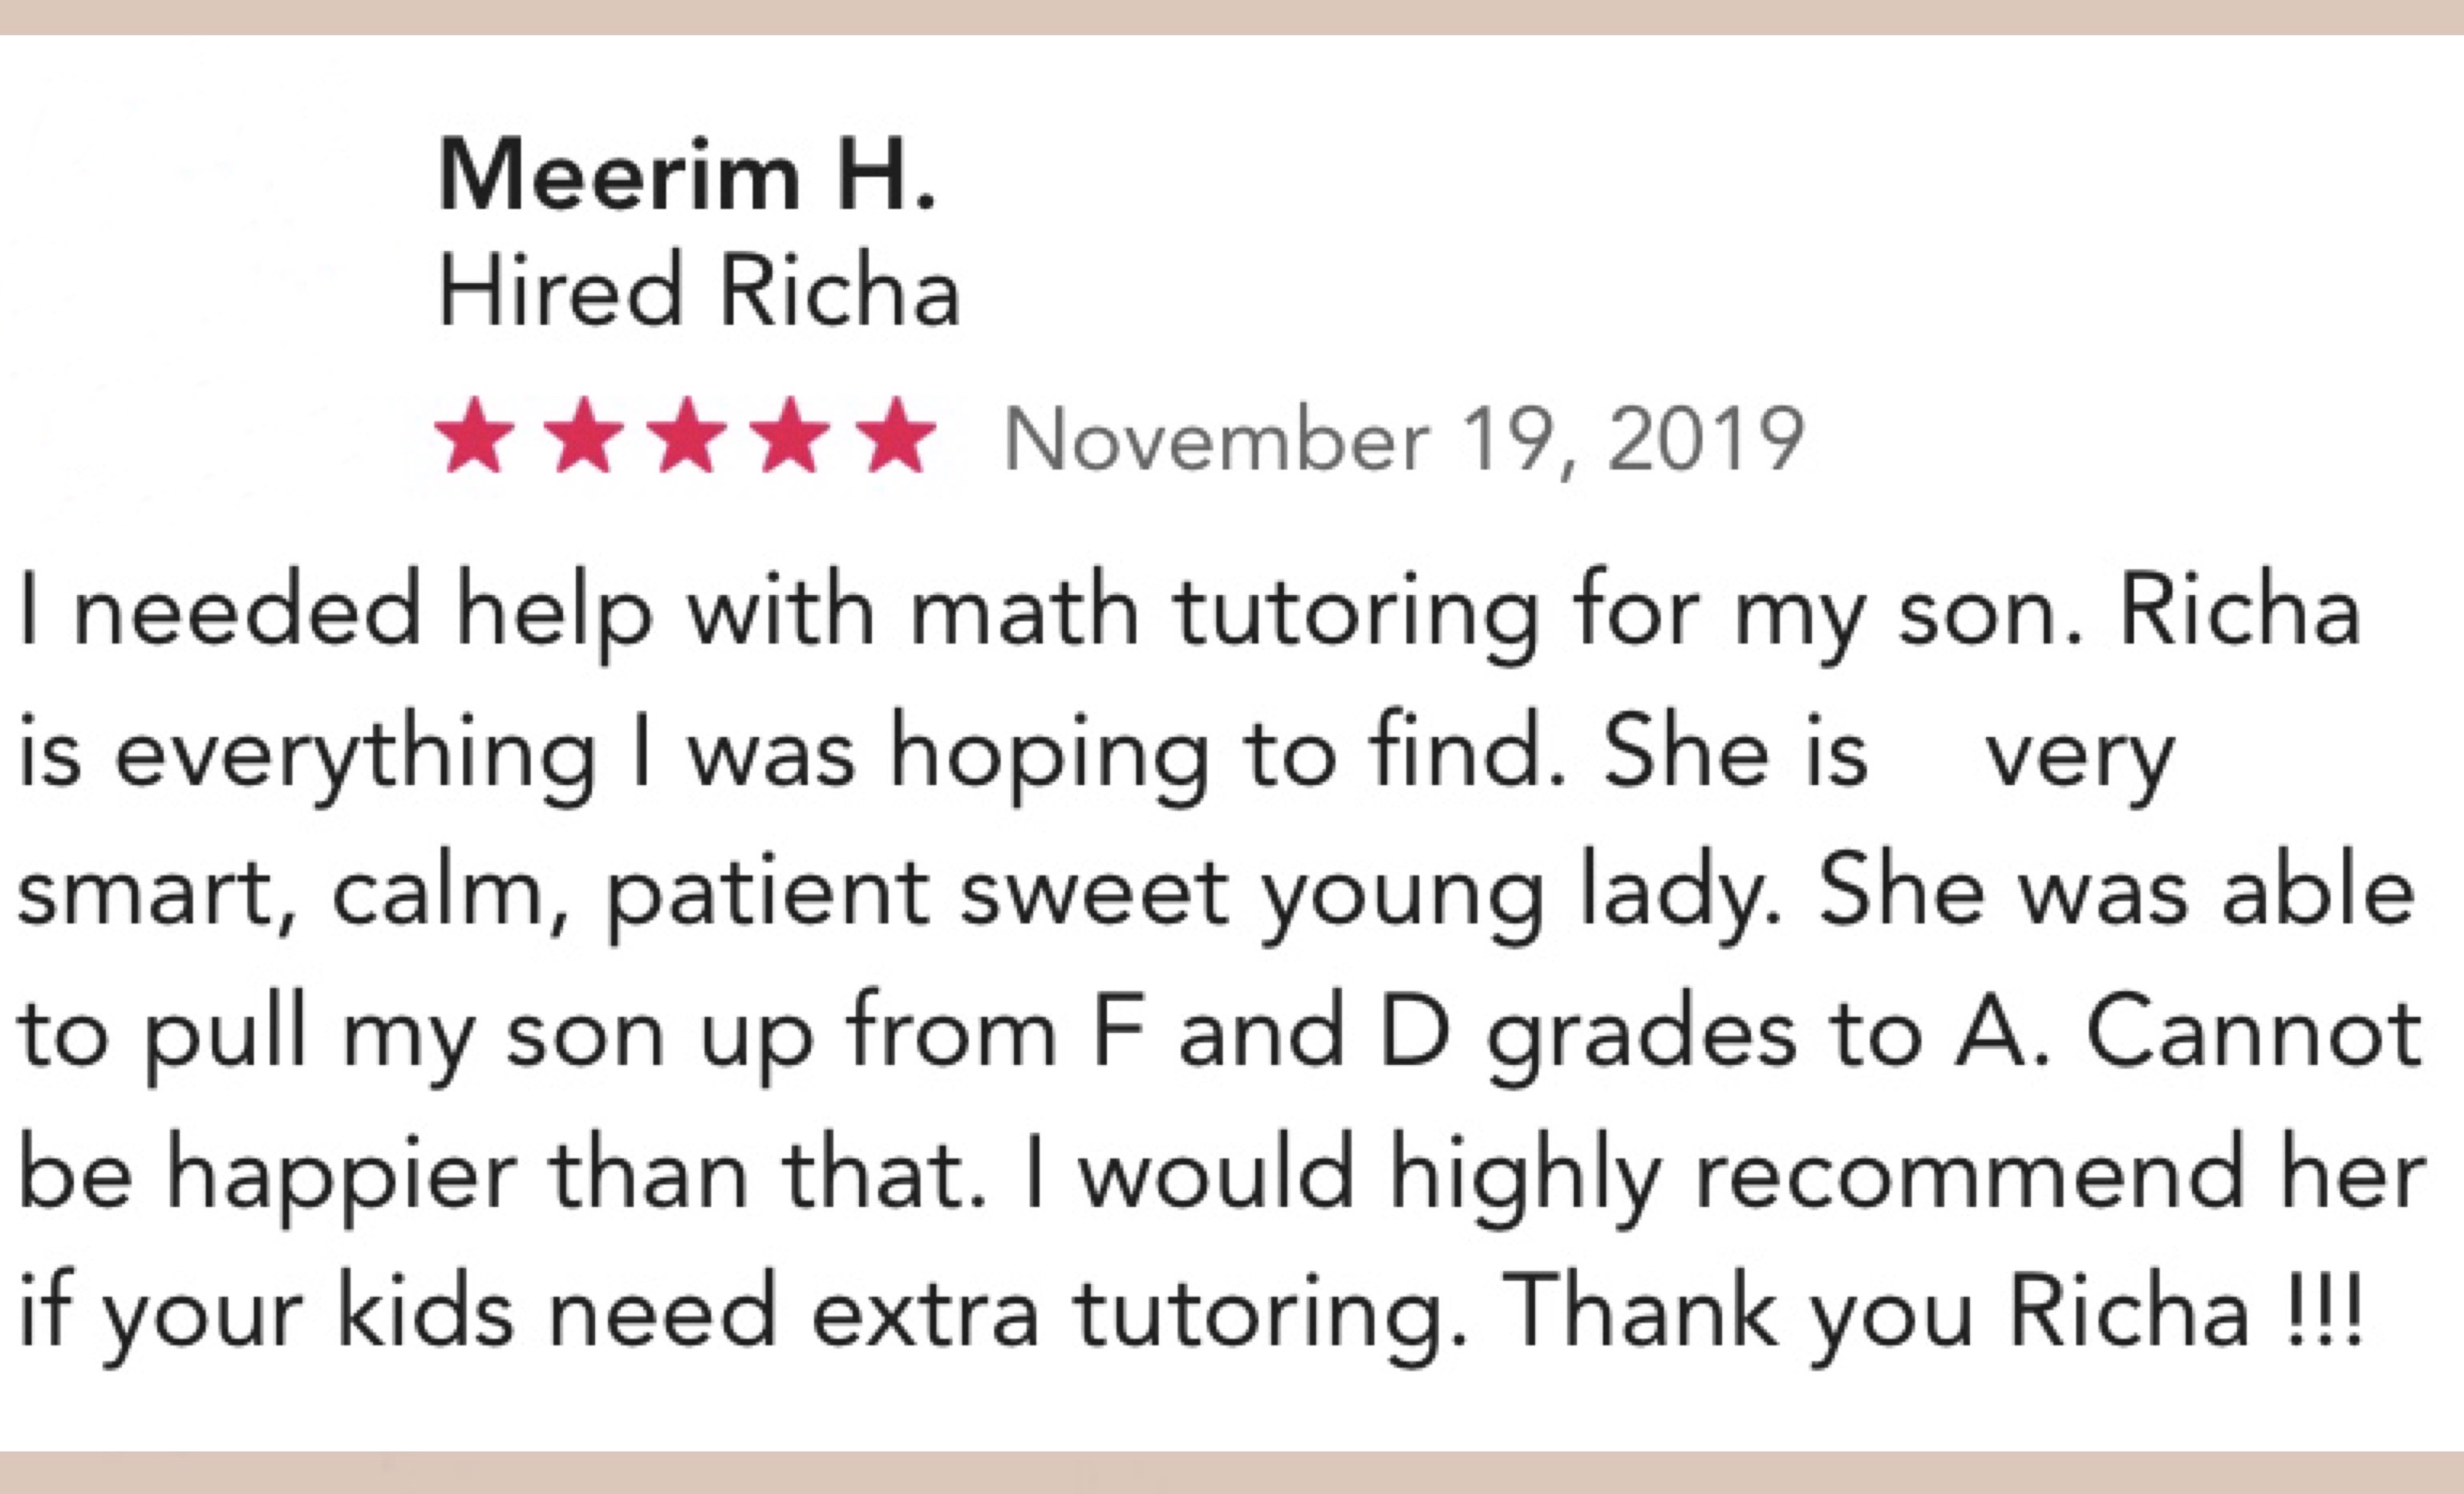 Meerim H.
Hired Richa
★★★★★ November 19, 2019
I needed help with math tutoring for my son. Richa
is everything I was hoping to find. She is very
smart, calm, patient sweet young lady. She was able
to pull my son up from F and D grades to A. Cannot
be happier than that. I would highly recommend her
if your kids need extra tutoring. Thank you Richa !!!